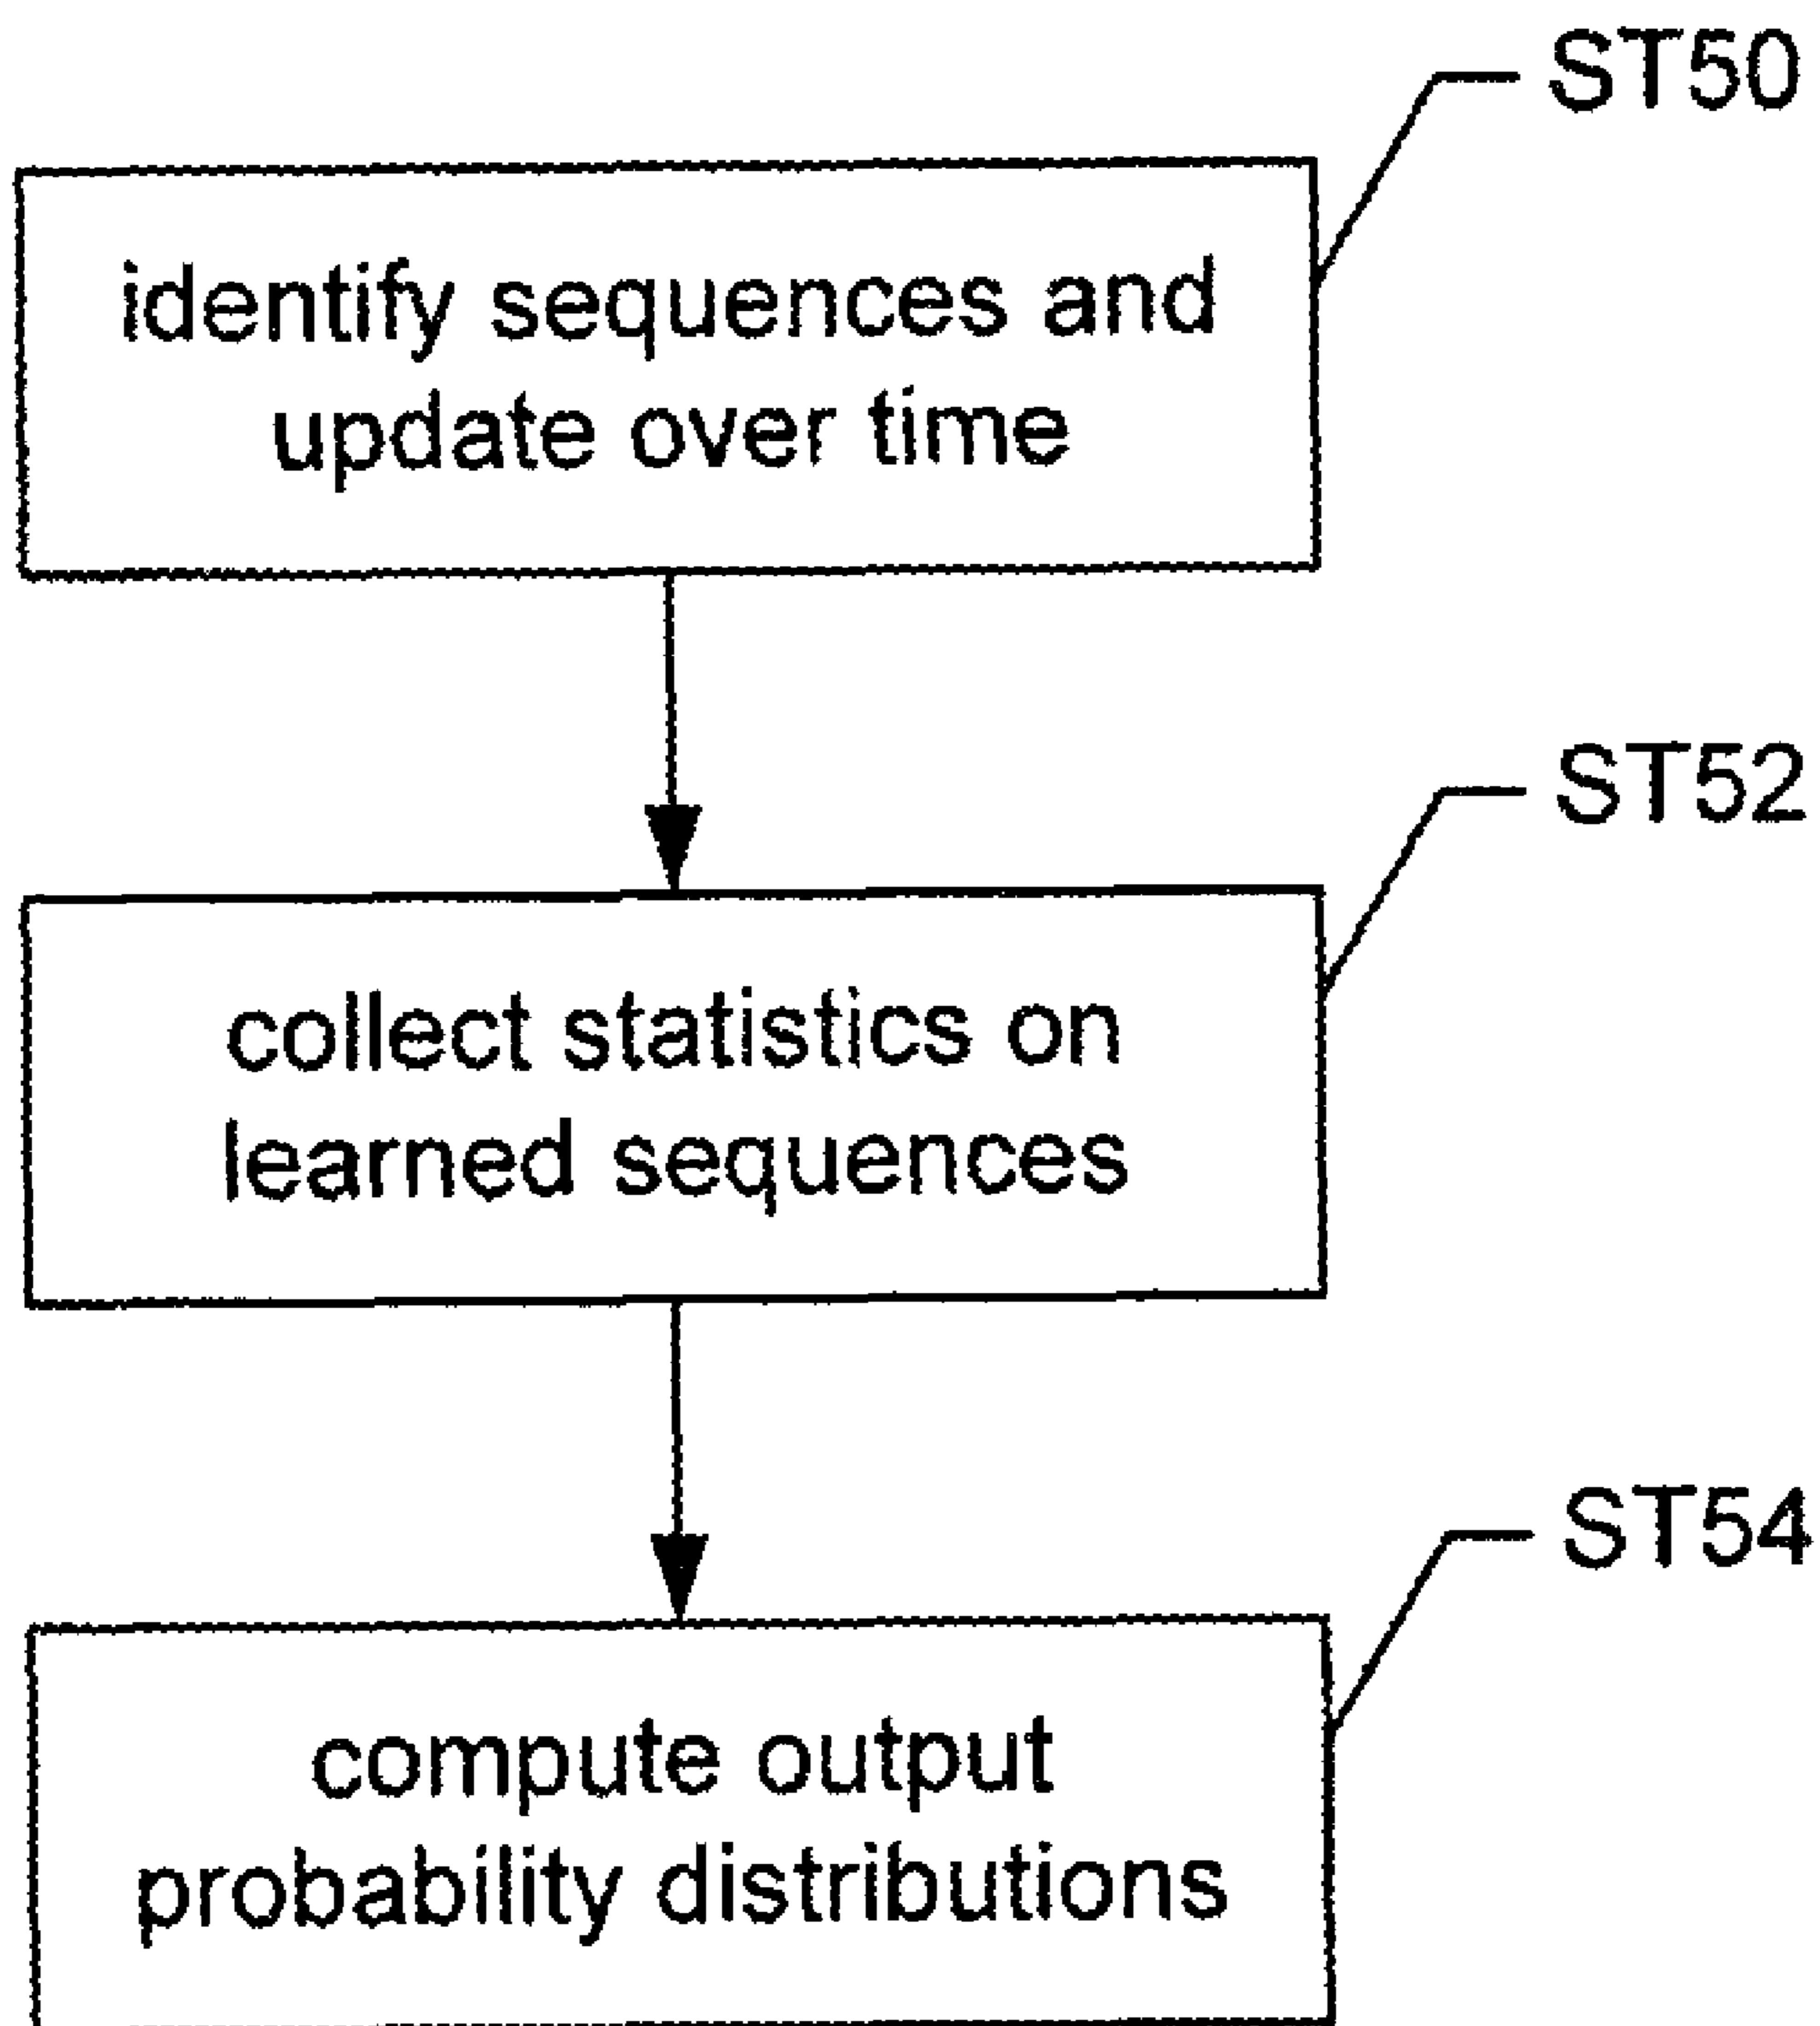 ST50
identify sequences and
update over time
ST52
collect statistics on
learned sequences
ST54
compute output
probability distributions